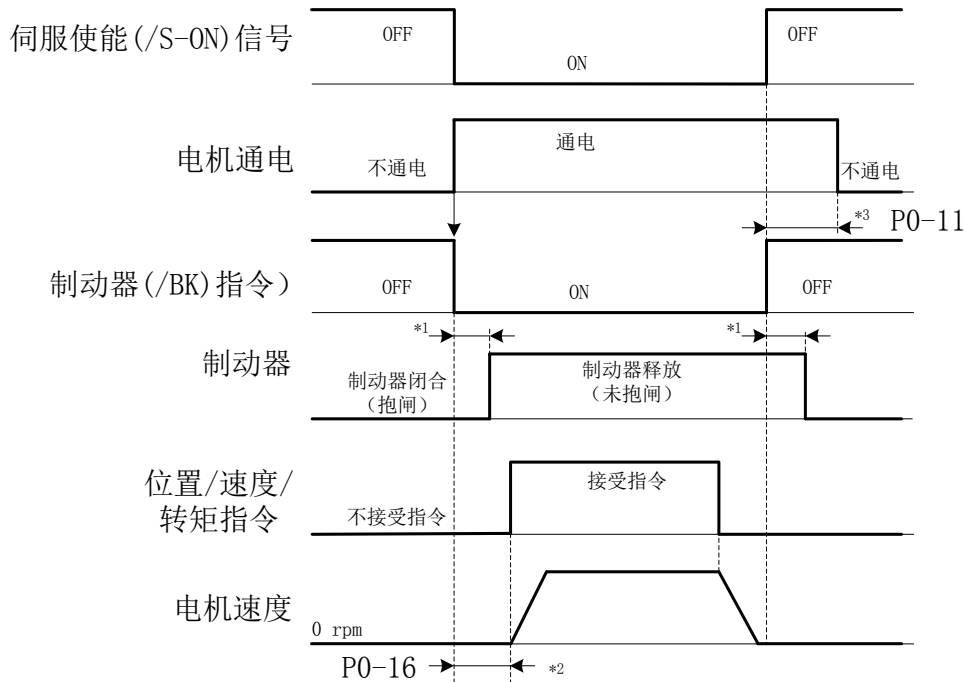 伺服使能(/S-ON)信号
OFF
ON
OFF
电机通电
不通电
通电
不通电
*3 P0-11
制动器(/BK)指令）
OFF
ON
OFF
*1
*1
制动器
制动器闭合
（抱闸）
制动器释放
（未抱闸）
位置/速度/
转矩指令
不接受指令
接受指令
电机速度
0 rpm
P0-16
*2